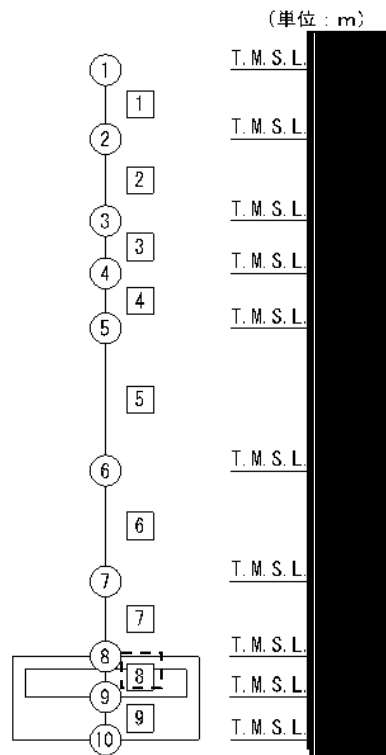 (単位：m)
① T.M.S.L.
1
② T.M.S.L.
2
③ T.M.S.L.
3
④ T.M.S.L.
4
⑤ T.M.S.L.
5
⑥ T.M.S.L.
6
⑦ T.M.S.L.
7
⑧ T.M.S.L.
8
⑨ T.M.S.L.
9
⑩ T.M.S.L.